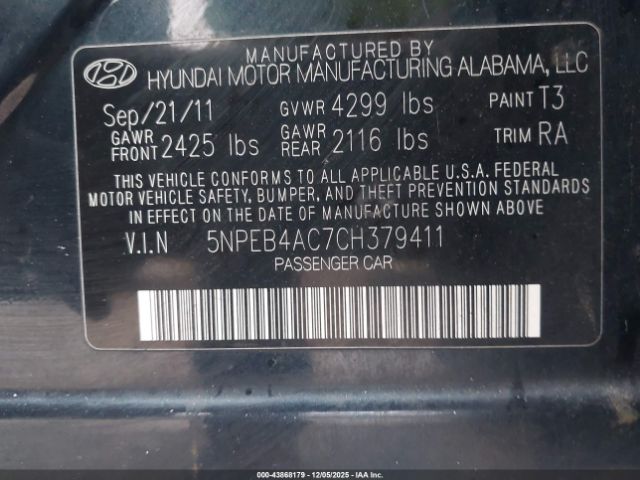 MANUFACTURED BY
HYUNDAI MOTOR MANUFACTURING ALABAMA, LLC
Sep/21/11 GVWR 4299 lbs PAINT T3
GAWR FRONT 2425 lbs GAWR REAR 2116 lbs TRIM RA
THIS VEHICLE CONFORMS TO ALL APPLICABLE U.S.A. FEDERAL
MOTOR VEHICLE SAFETY, BUMPER, AND THEFT PREVENTION STANDARDS
IN EFFECT ON THE DATE OF MANUFACTURE SHOWN ABOVE.
V.I.N 5NPEB4AC7CH379411
PASSENGER CAR
000-43868179 - 12/05/2025 - IAA, Inc.